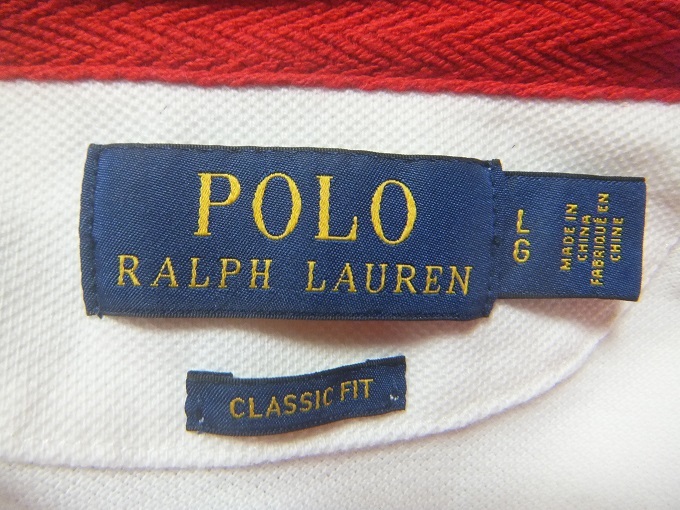 POLO
RALPH LAUREN
L
G
MADE IN
CHINA
FABRIQUÉ EN
CHINE
CLASSIC FIT